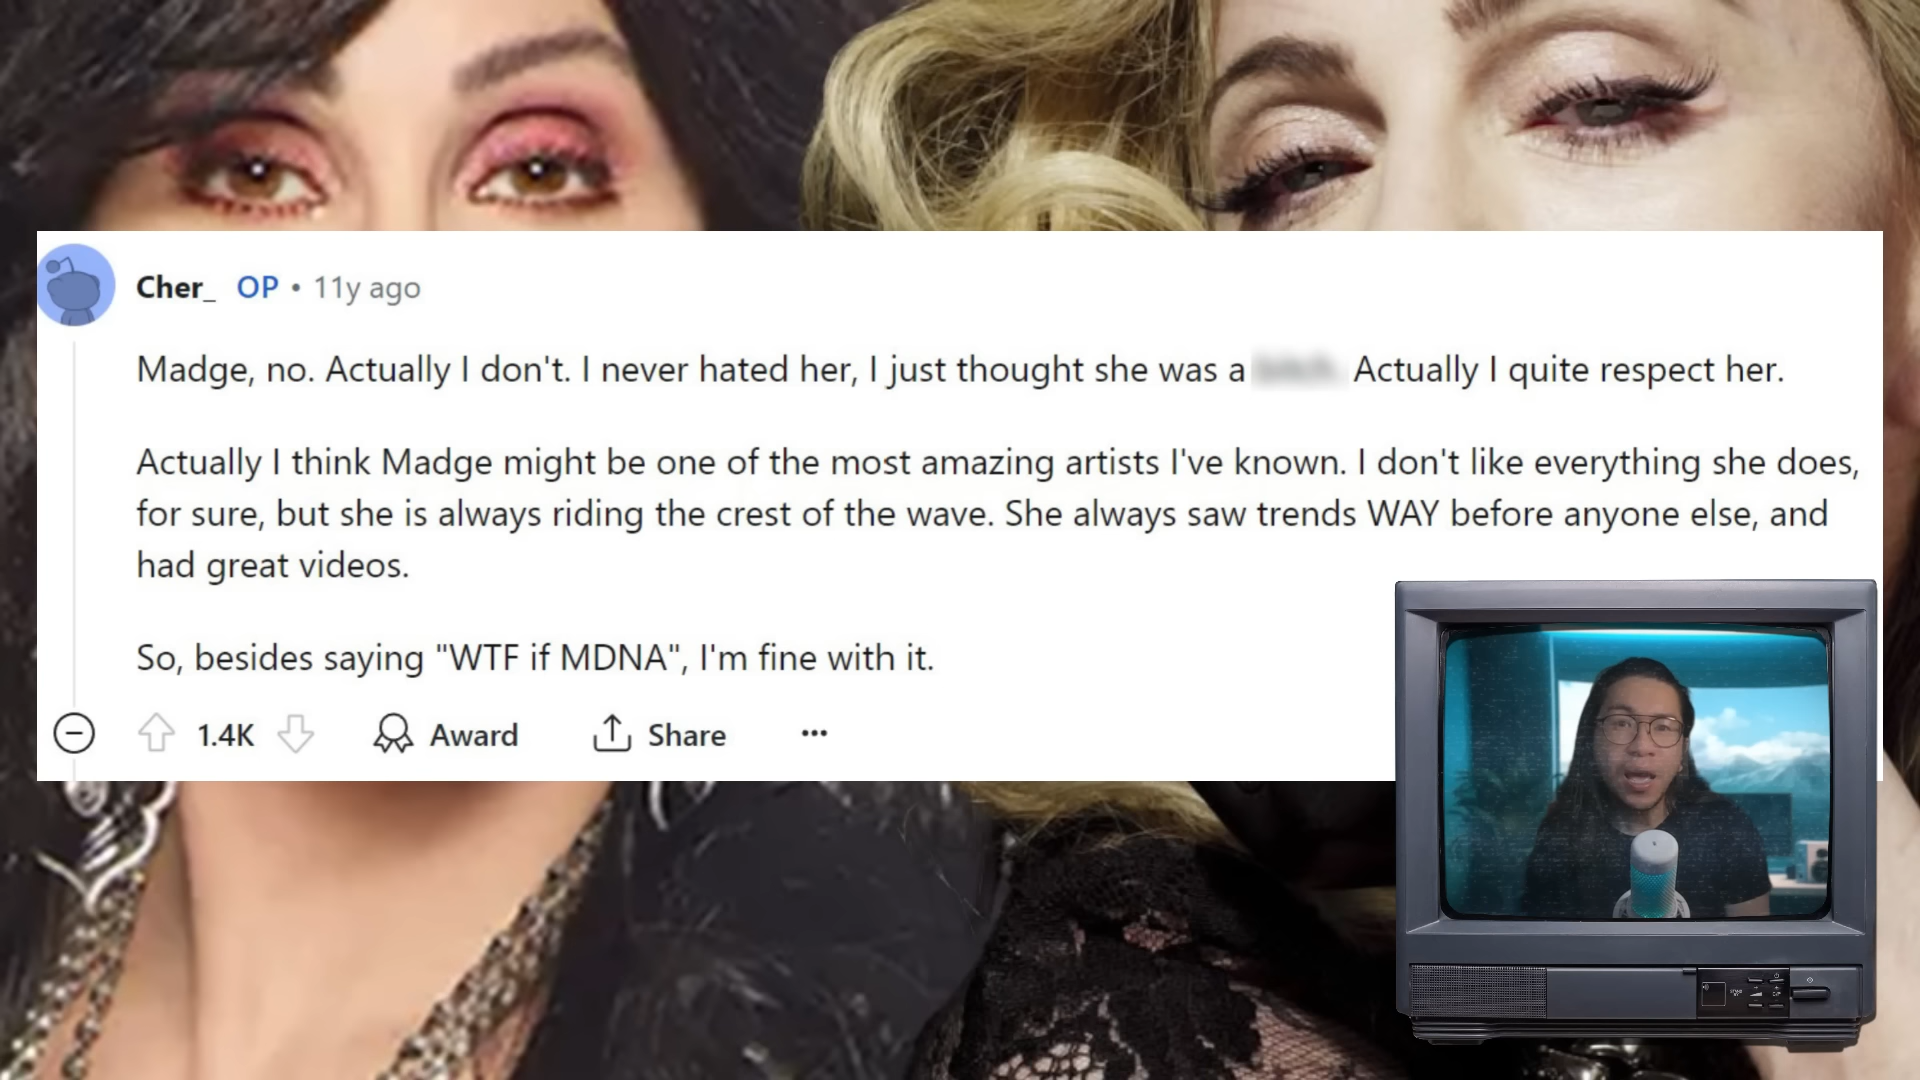 Cher_ OP • 11y ago
Madge, no. Actually I don't. I never hated her, I just thought she was a Actually I quite respect her.
Actually I think Madge might be one of the most amazing artists I've known. I don't like everything she does,
for sure, but she is always riding the crest of the wave. She always saw trends WAY before anyone else, and
had great videos.
So, besides saying "WTF if MDNA", I'm fine with it.
1.4K Award Share ...